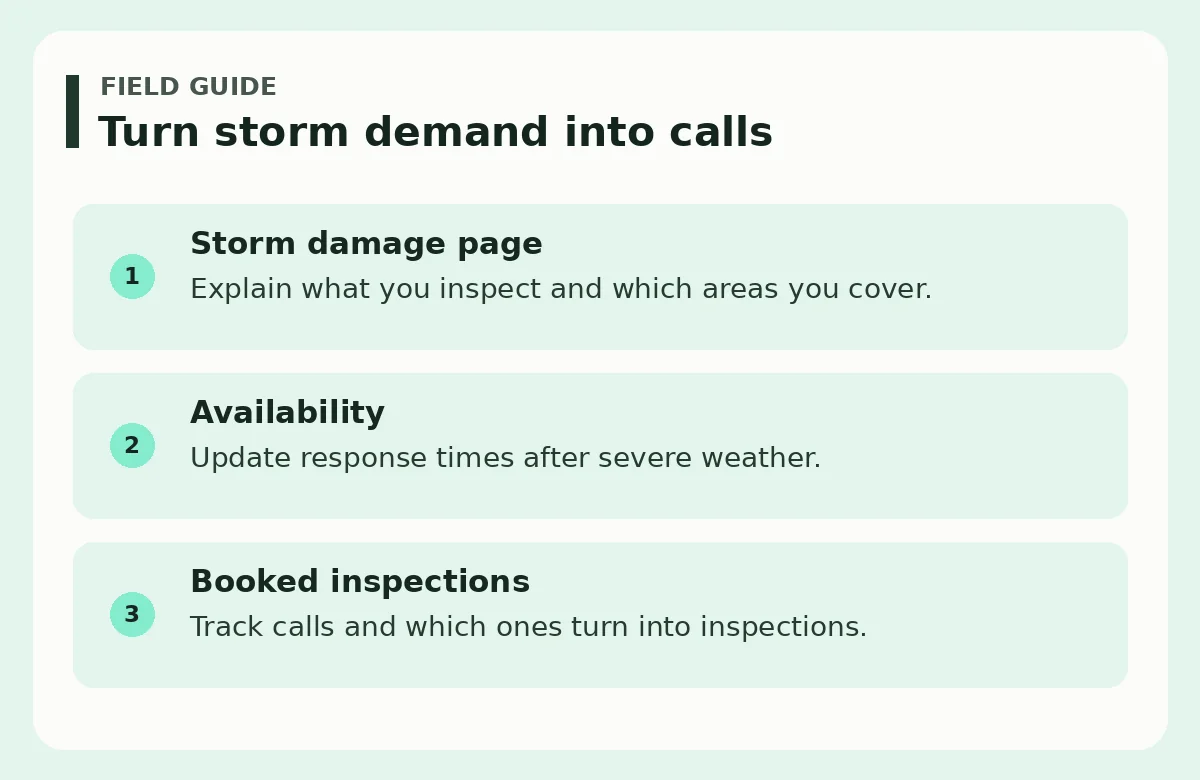 FIELD GUIDE
Turn storm demand into calls
1
Storm damage page
Explain what you inspect and which areas you cover.
2
Availability
Update response times after severe weather.
3
Booked inspections
Track calls and which ones turn into inspections.